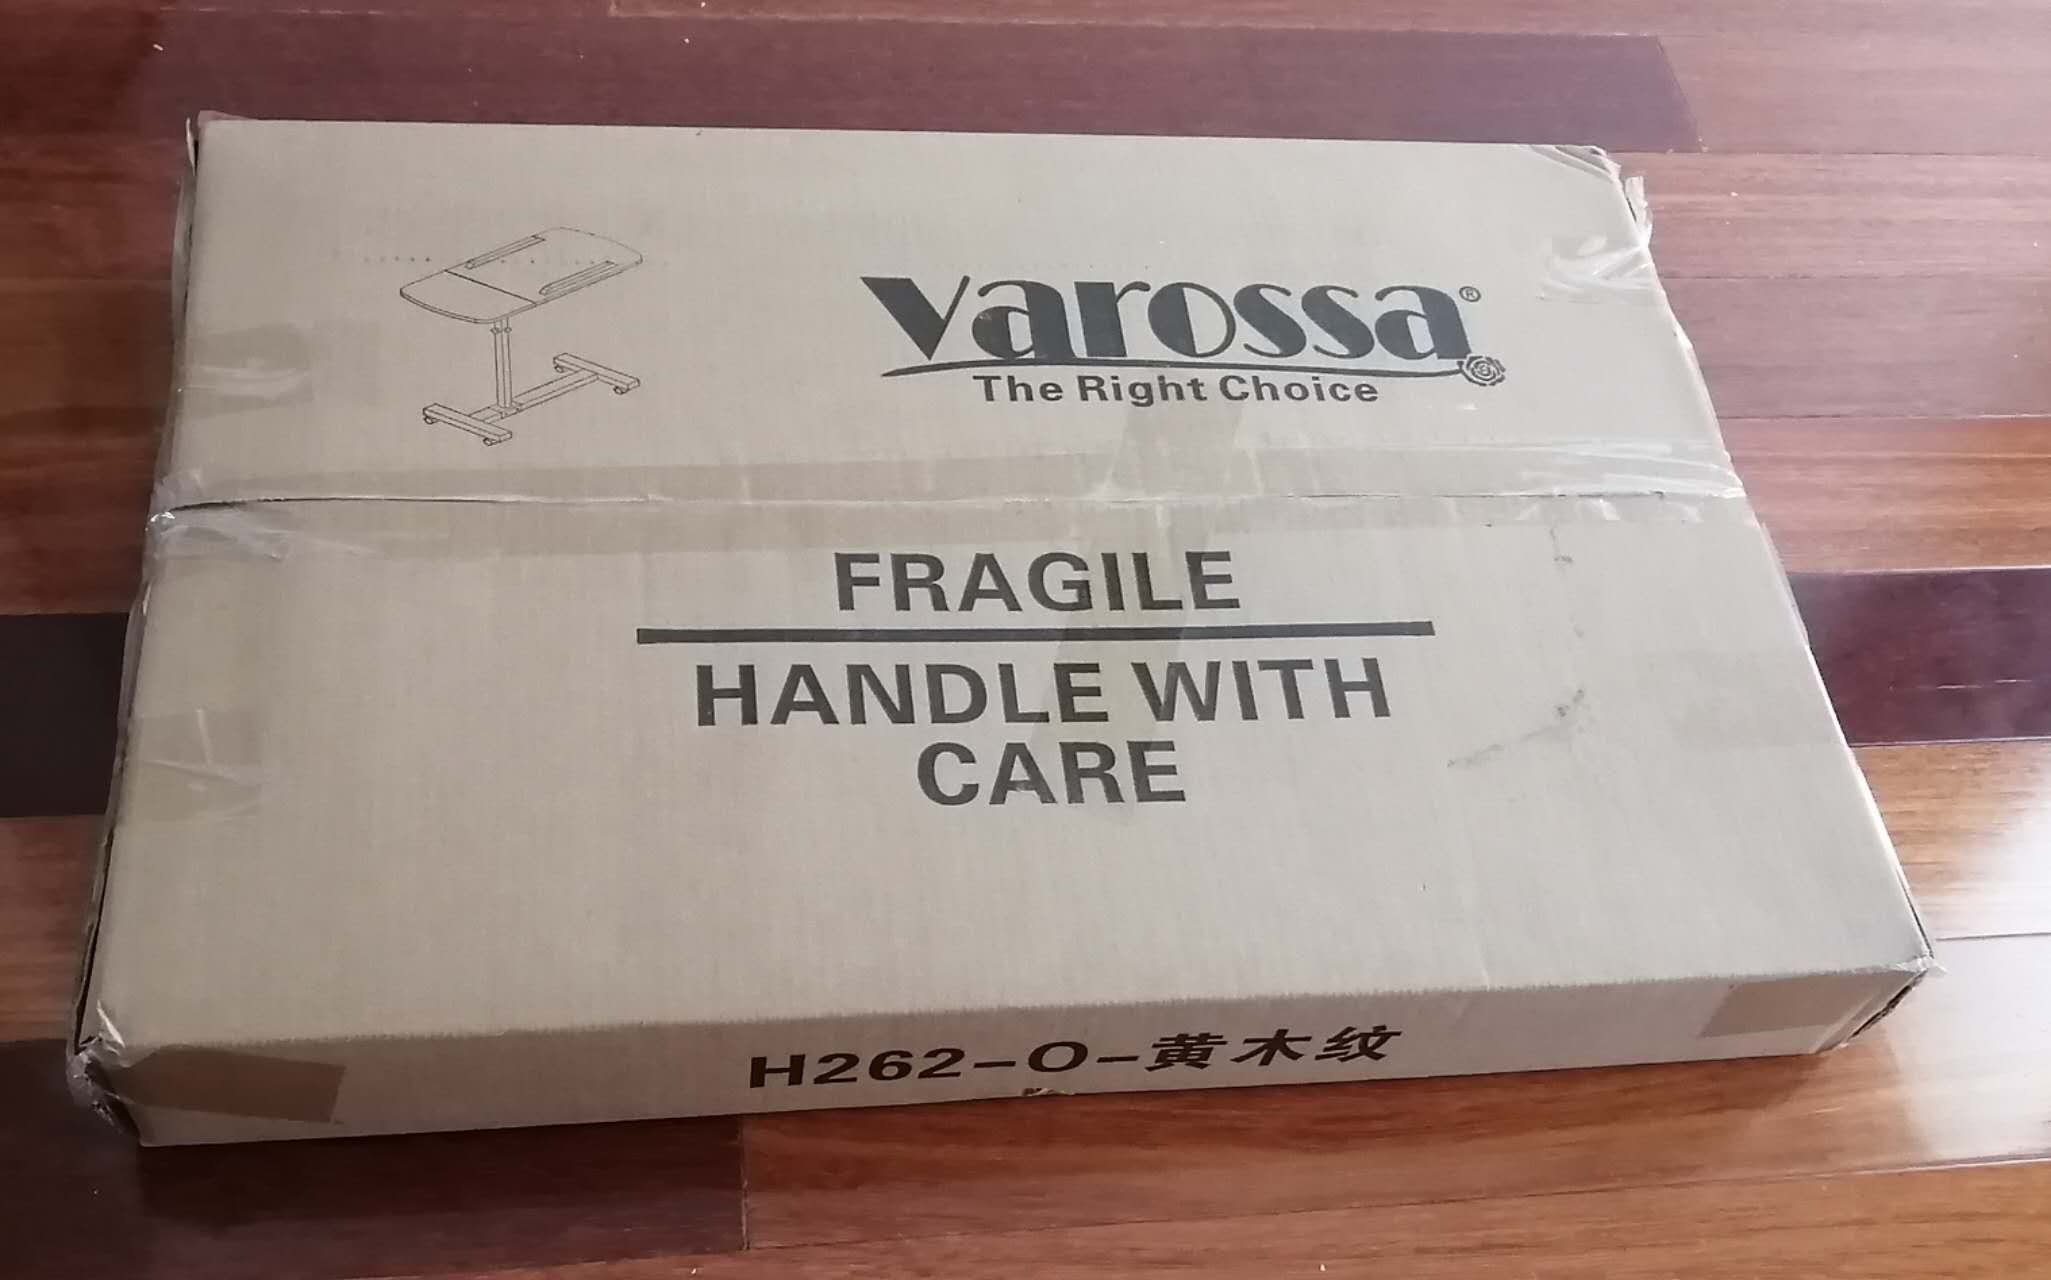 varossa®
The Right Choice
FRAGILE
HANDLE WITH
CARE
H262-O-黄木纹